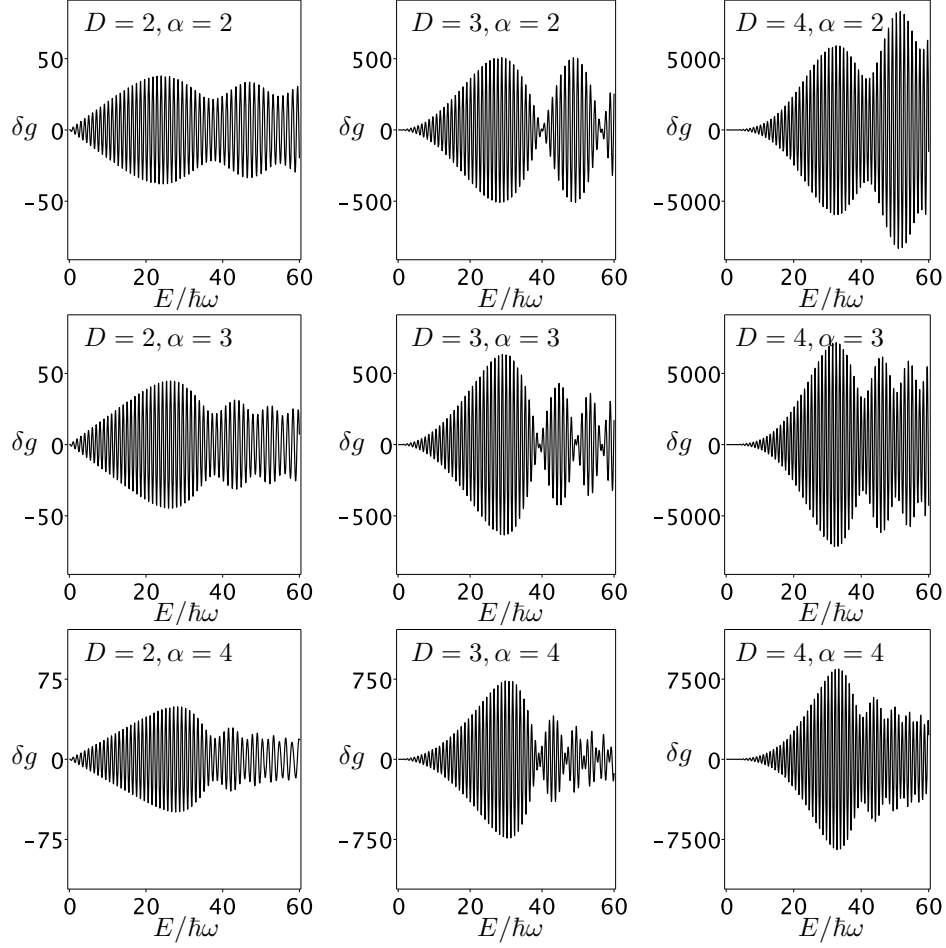 D = 2, α = 2
50
0
−50
δg
0 20 40 60
E/ħω
D = 3, α = 2
500
0
−500
δg
0 20 40 60
E/ħω
D = 4, α = 2
5000
0
−5000
δg
0 20 40 60
E/ħω
D = 2, α = 3
50
0
−50
δg
0 20 40 60
E/ħω
D = 3, α = 3
500
0
−500
δg
0 20 40 60
E/ħω
D = 4, α = 3
5000
0
−5000
δg
0 20 40 60
E/ħω
D = 2, α = 4
75
0
−75
δg
0 20 40 60
E/ħω
D = 3, α = 4
750
0
−750
δg
0 20 40 60
E/ħω
D = 4, α = 4
7500
0
−7500
δg
0 20 40 60
E/ħω